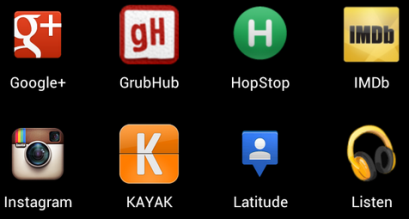 g+
gH
H
IMDb
Google+
GrubHub
HopStop
IMDb
K
Instagram
KAYAK
Latitude
Listen